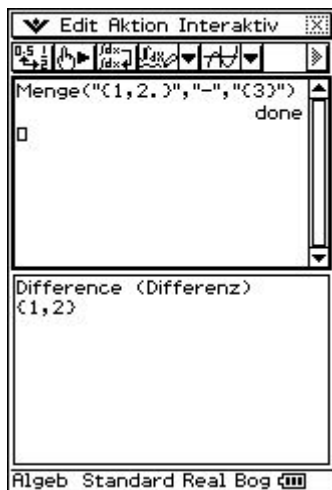 Edit Aktion Interaktiv
Menge("{1,2.}","-","{3}")
done
Difference (Differenz)
{1,2}
Algeb Standard Real Bog